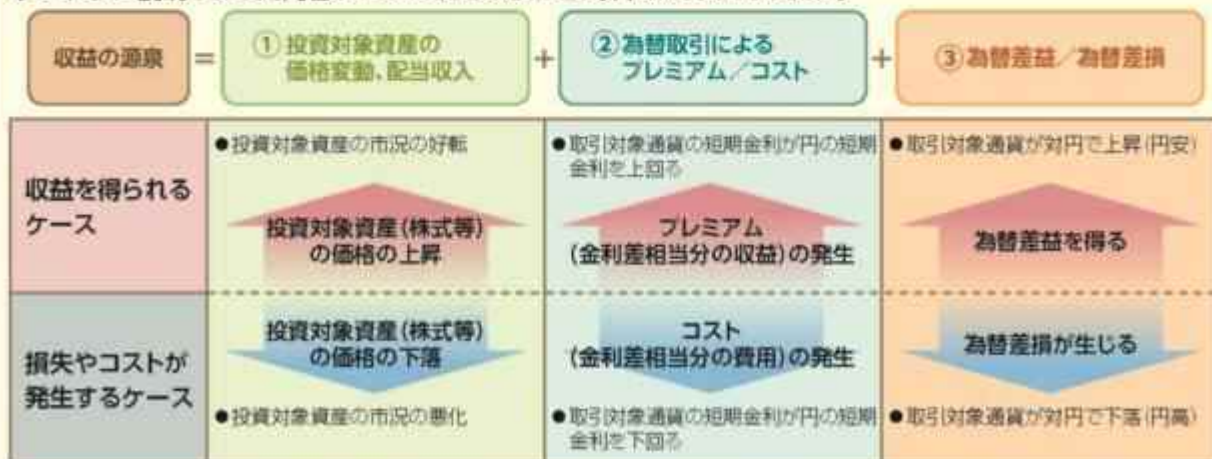 収益の源泉
=
①投資対象資産の
価格変動、配当収入
+
②為替取引による
プレミアム/コスト
+
③為替差益/為替差損
収益を得られる
ケース
●投資対象資産の市況の好転
投資対象資産(株式等)
の価格の上昇
●取引対象通貨の短期金利が円の短期
金利を上回る
プレミアム
(金利差相当分の収益)の発生
●取引対象通貨が対円で上昇(円安)
為替差益を得る
損失やコストが
発生するケース
投資対象資産(株式等)
の価格の下落
●投資対象資産の市況の悪化
コスト
(金利差相当分の費用)の発生
●取引対象通貨の短期金利が円の短期
金利を下回る
為替差損が生じる
●取引対象通貨が対円で下落(円高)